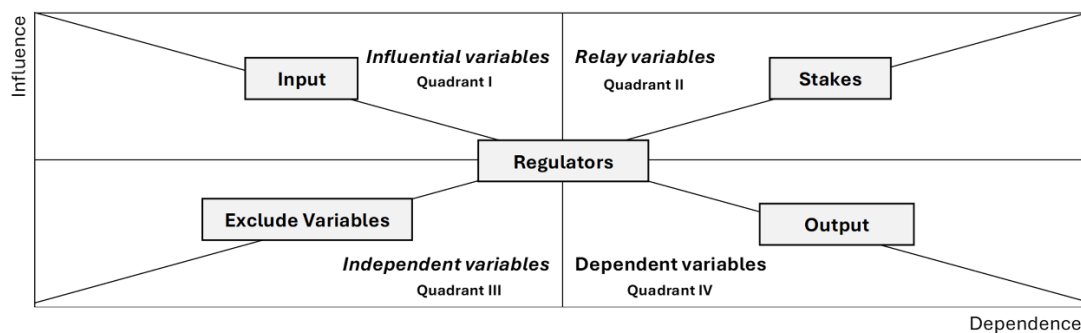 Influence
Influential variables
Quadrant I
Input
Relay variables
Quadrant II
Stakes
Regulators
Exclude Variables
Independent variables
Quadrant III
Output
Dependent variables
Quadrant IV
Dependence